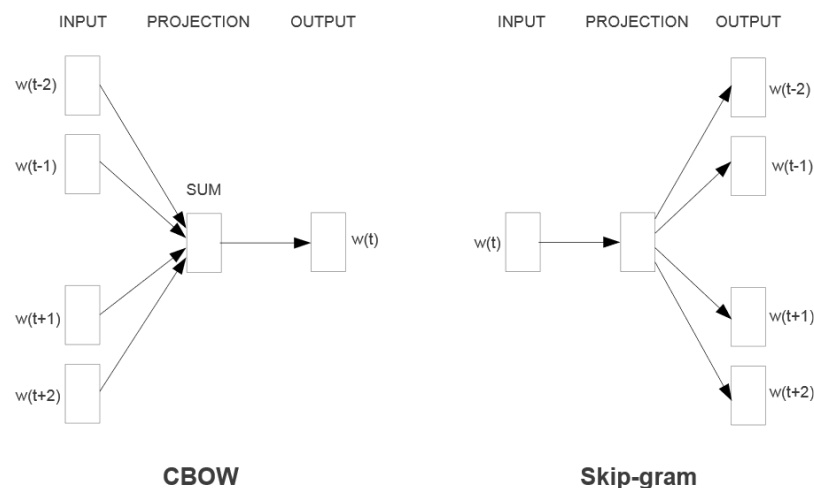 INPUT PROJECTION OUTPUT
w(t-2)
w(t-1)
SUM
w(t)
w(t+1)
w(t+2)
CBOW
INPUT PROJECTION OUTPUT
w(t-2)
w(t-1)
w(t)
w(t+1)
w(t+2)
Skip-gram